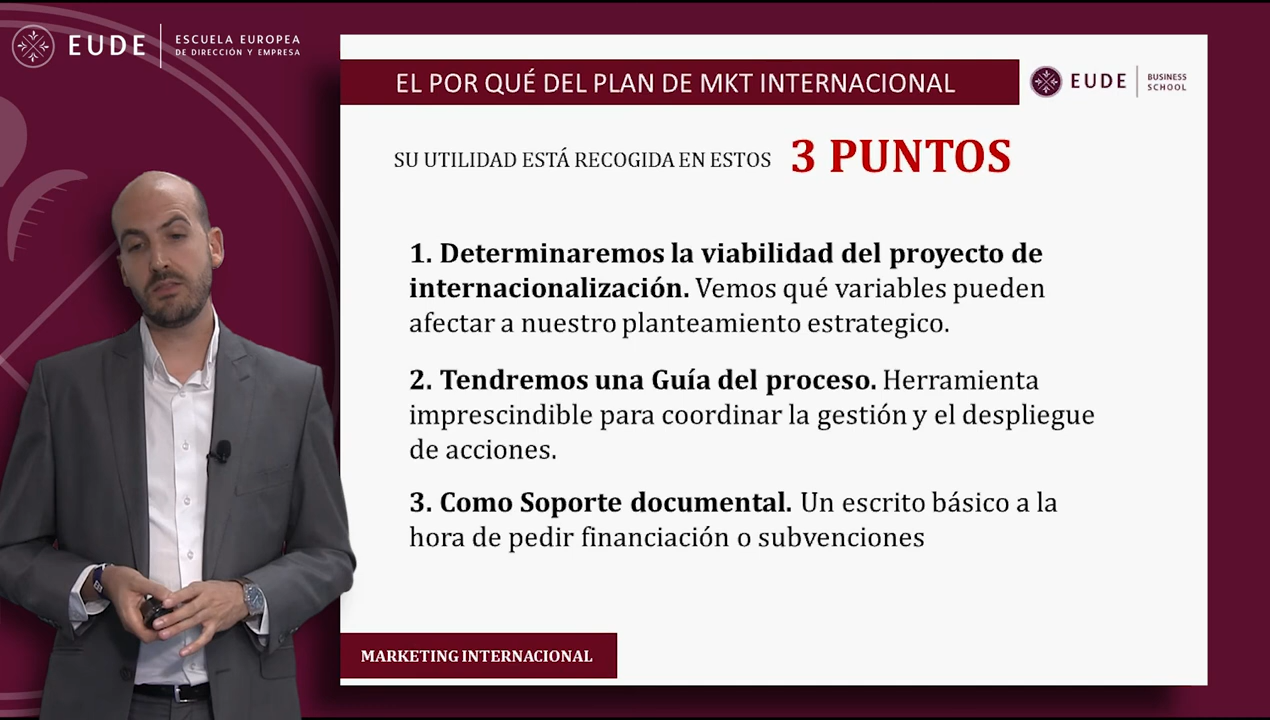 EUDE
ESCUELA EUROPEA
DE DIRECCIÓN Y EMPRESA
EL POR QUÉ DEL PLAN DE MKT INTERNACIONAL
EUDE
BUSINESS
SCHOOL
SU UTILIDAD ESTÁ RECOGIDA EN ESTOS 3 PUNTOS
1. Determinaremos la viabilidad del proyecto de
internacionalización. Vemos qué variables pueden
afectar a nuestro planteamiento estrategico.
2. Tendremos una Guía del proceso. Herramienta
imprescindible para coordinar la gestión y el despliegue
de acciones.
3. Como Soporte documental. Un escrito básico a la
hora de pedir financiación o subvenciones
MARKETING INTERNACIONAL